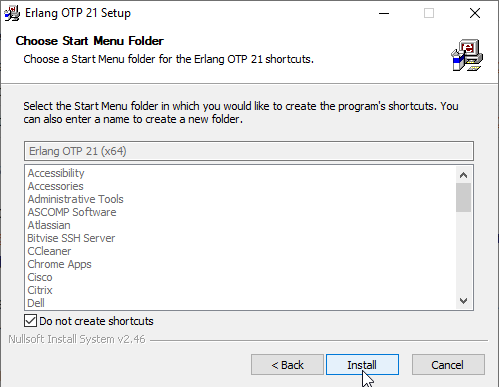 Erlang OTP 21 Setup
Choose Start Menu Folder
Choose a Start Menu folder for the Erlang OTP 21 shortcuts.
Select the Start Menu folder in which you would like to create the program's shortcuts. You
can also enter a name to create a new folder.
Erlang OTP 21 (x64)
Accessibility
Accessories
Administrative Tools
ASCOMP Software
Atlassian
Bitvise SSH Server
CCleaner
Chrome Apps
Cisco
Citrix
Dell
Do not create shortcuts
Nullsoft Install System v2.46
< Back
Install
Cancel